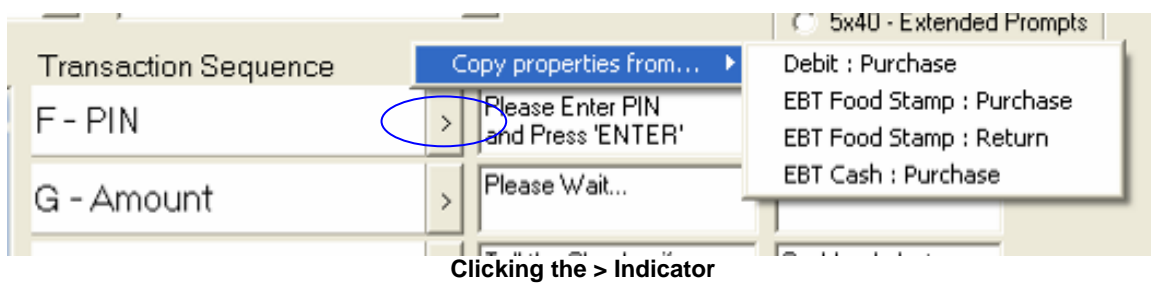 5x40 - Extended Prompts
Transaction Sequence
Copy properties from...
Debit : Purchase
EBT Food Stamp : Purchase
EBT Food Stamp : Return
EBT Cash : Purchase
F - PIN
>
Please Enter PIN
and Press 'ENTER'
G - Amount
>
Please Wait...
Clicking the > Indicator